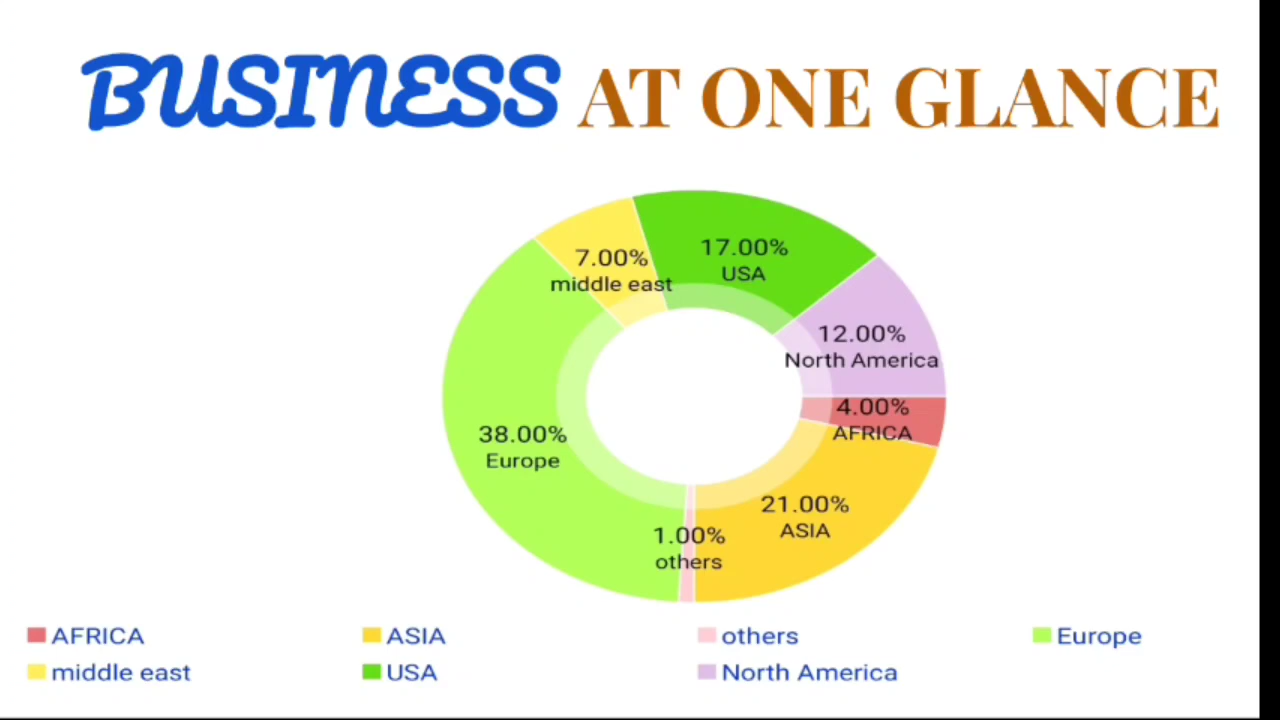 BUSINESS AT ONE GLANCE
7.00%
middle east
17.00%
USA
12.00%
North America
4.00%
AFRICA
38.00%
Europe
21.00%
ASIA
1.00%
others
AFRICA ASIA others Europe
middle east USA North America